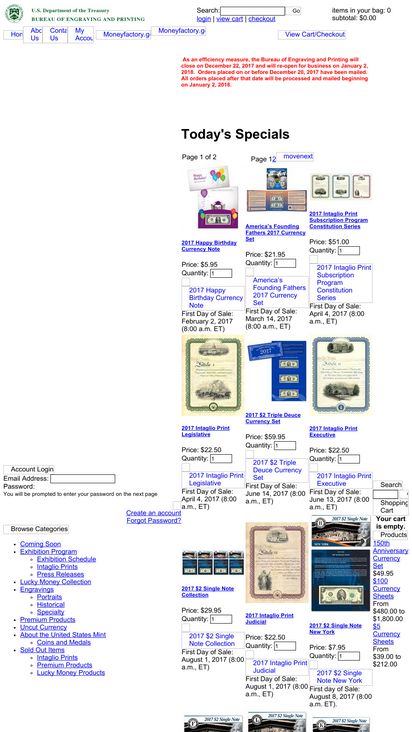 U.S. Department of the Treasury
BUREAU OF ENGRAVING AND PRINTING
Search: Go
login | view cart | checkout
items in your bag: 0
subtotal: $0.00
About Us
My
Moneyfactory.g
Moneyfactory.g
View Cart/Checkout
As an efficiency measure, the Bureau of Engraving and Printing will
close on December 22, 2017 and will re-open for business on January 2,
2018. Orders placed on or before December 20, 2017 have been mailed.
All orders placed after that date will be processed and mailed beginning
on January 2, 2018.
Today's Specials
Page 1 of 2
Page 12 movenext
2017 Happy Birthday
Currency Note
Price: $5.95
Quantity: 1
2017 Happy
Birthday Currency
Note
First Day of Sale:
February 2, 2017
(8:00 a.m., ET)
America's Founding
Fathers 2017 Currency
Set
Price: $21.95
Quantity: 1
America's
Founding Fathers
2017 Currency
Set
First Day of Sale:
March 14, 2017
(8:00 a.m., ET)
2017 Intaglio Print
Subscription Program
Constitution Series
Price: $51.00
Quantity: 1
2017 Intaglio Print
Subscription
Program
Constitution
Series
First Day of Sale:
April 4, 2017 (8:00
a.m., ET)
2017 Intaglio Print
Legislative
Price: $22.50
Quantity: 1
2017 Intaglio Print
Legislative
First Day of Sale:
April 4, 2017 (8:00
a.m., ET)
2017 $2 Triple Deuce
Currency Set
Price: $59.95
Quantity: 1
2017 $2 Triple
Deuce Currency
Set
First Day of Sale:
June 14, 2017 (8:00
a.m., ET)
2017 Intaglio Print
Executive
Price: $22.50
Quantity: 1
2017 Intaglio Print
Executive
First Day of Sale:
June 13, 2017 (8:00
a.m., ET)
2017 $2 Single Note
Collection
Price: $29.95
Quantity: 1
2017 $2 Single
Note Collection
First Day of Sale:
August 1, 2017 (8:00
a.m., ET)
2017 Intaglio Print
Judicial
Price: $22.50
Quantity: 1
2017 Intaglio Print
Judicial
First Day of Sale:
August 1, 2017 (8:00
a.m., ET)
2017 $2 Single Note
2017 $2 Single Note
New York
Price: $7.95
Quantity: 1
2017 $2 Single
Note New York
First day of Sale:
August 8, 2017 (8:00
a.m. ET).
2017 $2 Single Note
2017 $2 Single Note
2017 $2 Single Note
Account Login
Email Address:
Password:
You will be prompted to enter your password on the next page
Create an account
Forgot Password?
Browse Categories
Coming Soon
Exhibition Program
Exhibition Schedule
Intaglio Prints
Press Releases
Lucky Money Collection
Engravings
Portraits
Historical
Specialty
Premium Products
Uncut Currency
About the United States Mint
Coins and Medals
Sold Out Items
Intaglio Prints
Premium Products
Lucky Money Products
Search
Shopping
Cart
Your cart
is empty.
Products
150th
Anniversary
Currency
Set
$49.95
$100
Currency
Sheets
From
$480.00 to
$1,800.00
$5
Currency
Sheets
From
$39.00 to
$212.00